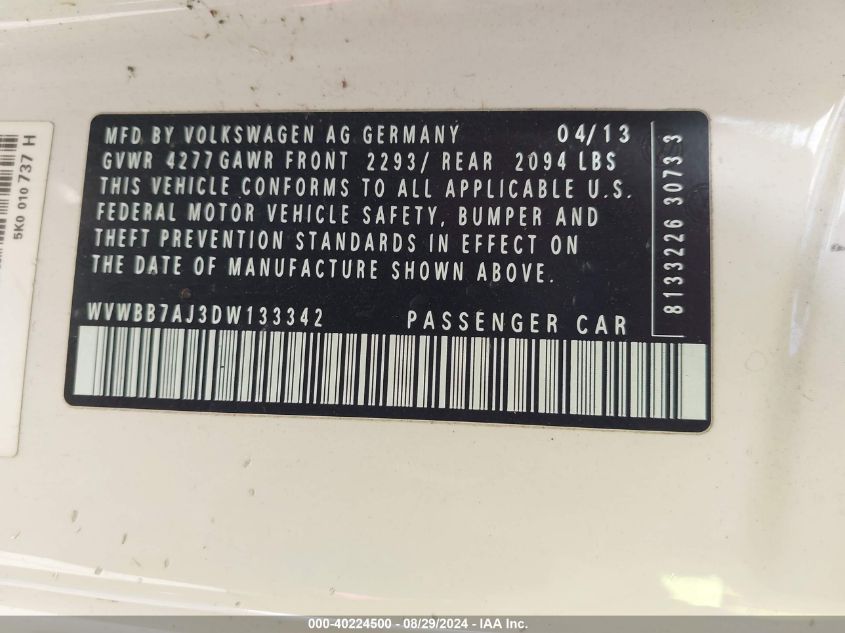 MFD BY VOLKSWAGEN AG GERMANY 04/13
GVWR 4277 GAWR FRONT 2293/ REAR 2094 LBS
THIS VEHICLE CONFORMS TO ALL APPLICABLE U.S.
FEDERAL MOTOR VEHICLE SAFETY, BUMPER AND
THEFT PREVENTION STANDARDS IN EFFECT ON
THE DATE OF MANUFACTURE SHOWN ABOVE.
WVWBB7AJ3DW133342 PASSENGER CAR
8133226 30733
5K0 010 737 H
000-40224500 - 08/29/2024 - IAA Inc.